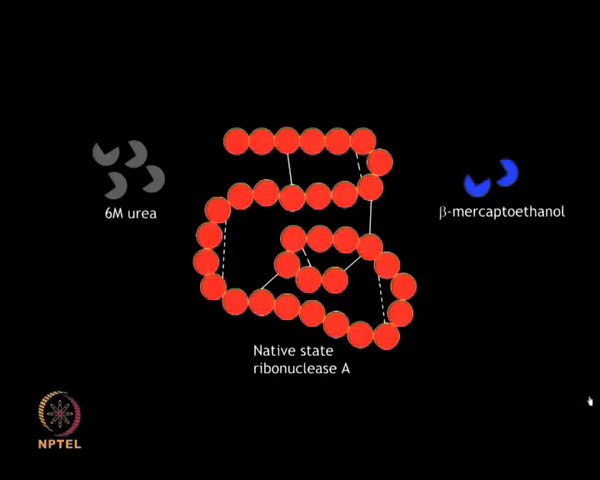 6M urea
β-mercaptoethanol
Native state
ribonuclease A
NPTEL